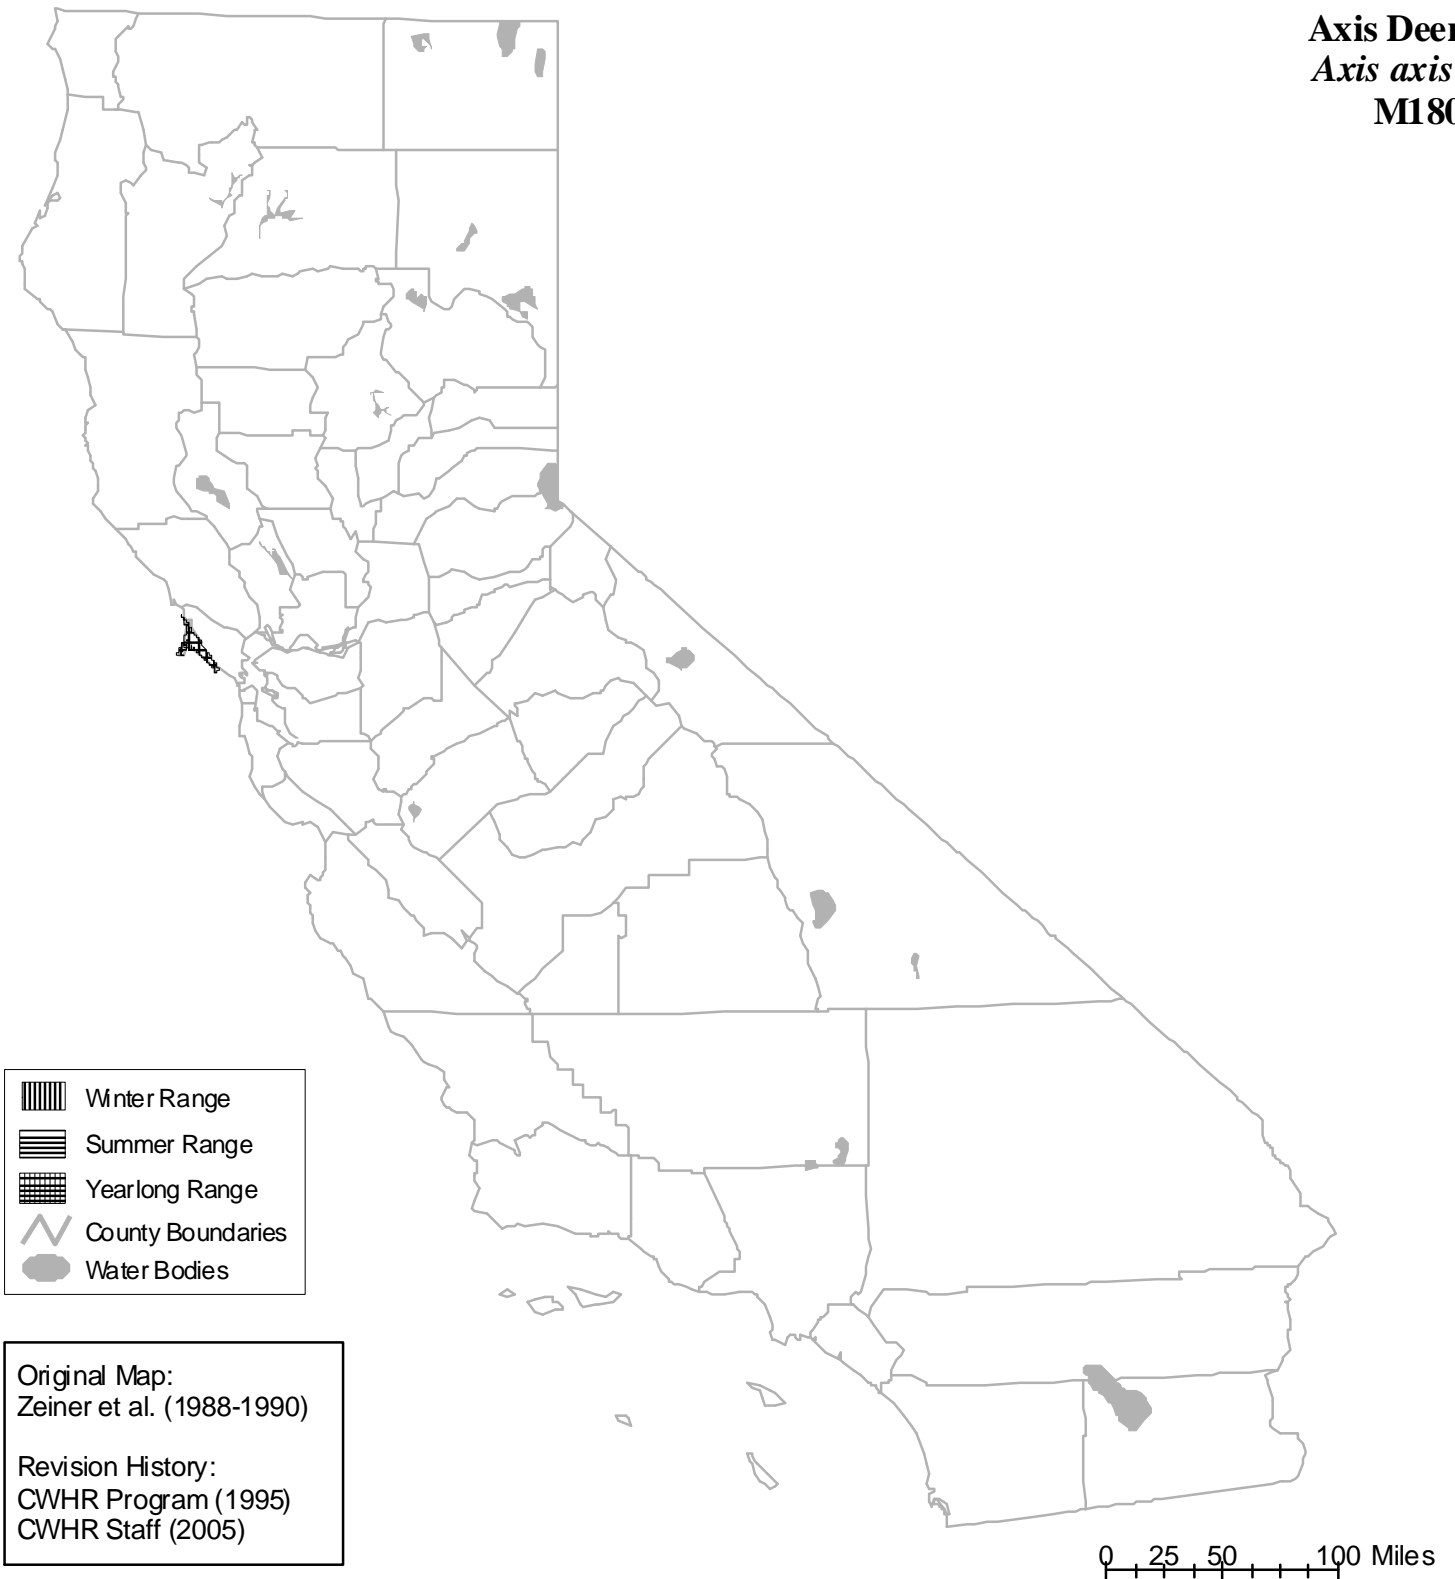 Axis Deer
Axis axis
M180
Winter Range
Summer Range
Yearlong Range
County Boundaries
Water Bodies
Original Map:
Zeiner et al. (1988-1990)
Revision History:
CWHR Program (1995)
CWHR Staff (2005)
0 25 50 100 Miles